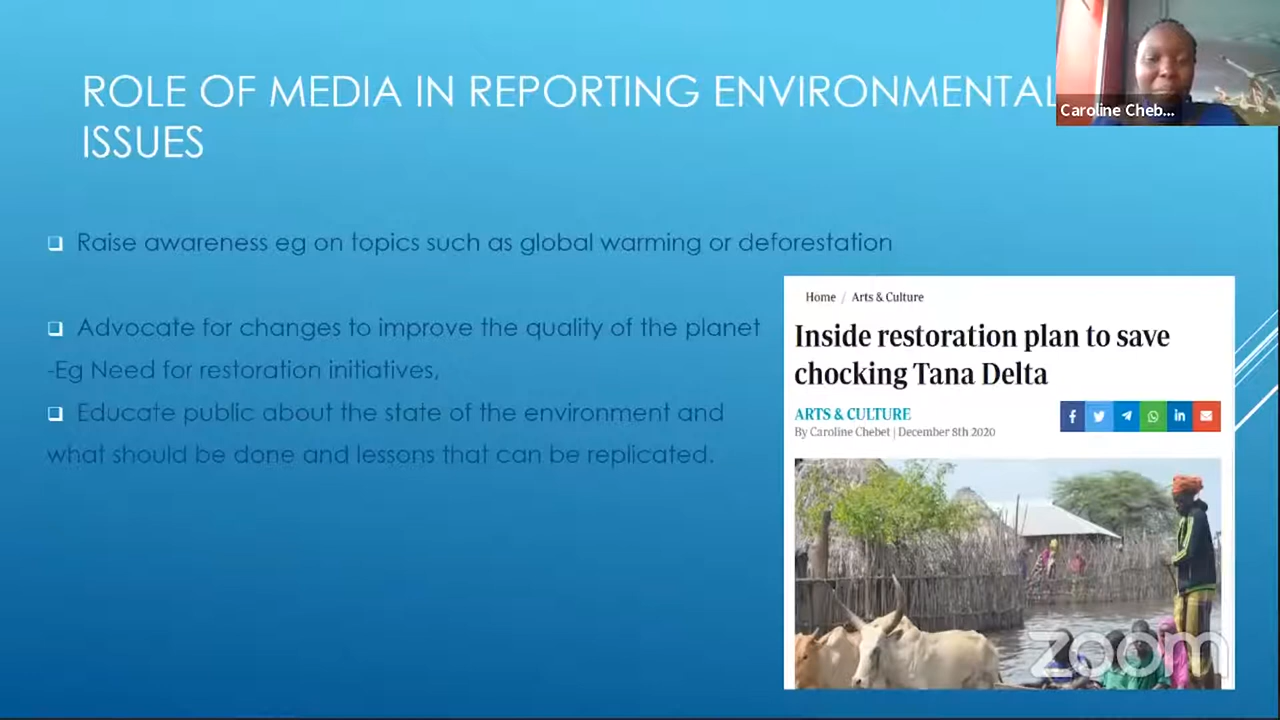 ROLE OF MEDIA IN REPORTING ENVIRONMENTAL
ISSUES
Caroline Cheb...
Raise awareness eg on topics such as global warming or deforestation
Advocate for changes to improve the quality of the planet
-Eg Need for restoration initiatives,
Educate public about the state of the environment and
what should be done and lessons that can be replicated.
Home / Arts & Culture
Inside restoration plan to save
chocking Tana Delta
ARTS & CULTURE
By Caroline Chebet | December 8th 2020
zoom